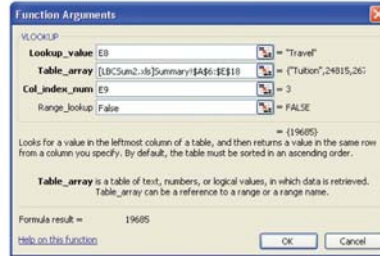 Function Arguments
VLOOKUP
Lookup_value E8 = "Travel"
Table_array [LBCSum2.xls]Summary!$A$6:$E$18 = {"Tuition",24815,26
Col_index_num E9 = 3
Range_lookup False = FALSE
= {19685}
Looks for a value in the leftmost column of a table, and then returns a value in the same row
from a column you specify. By default, the table must be sorted in an ascending order.
Table_array is a table of text, numbers, or logical values, in which data is retrieved.
Table_array can be a reference to a range or a range name.
Formula result = 19685
Help on this function OK Cancel